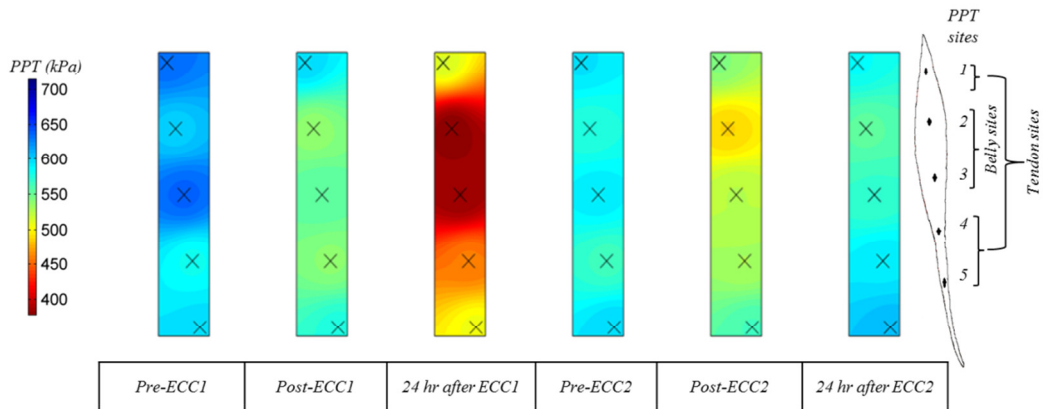 PPT (kPa)
700
650
600
550
500
450
400
PPT
sites
1
2
3
4
5
Belly sites
Tendon sites
Pre-ECC1
Post-ECC1
24 hr after ECC1
Pre-ECC2
Post-ECC2
24 hr after ECC2